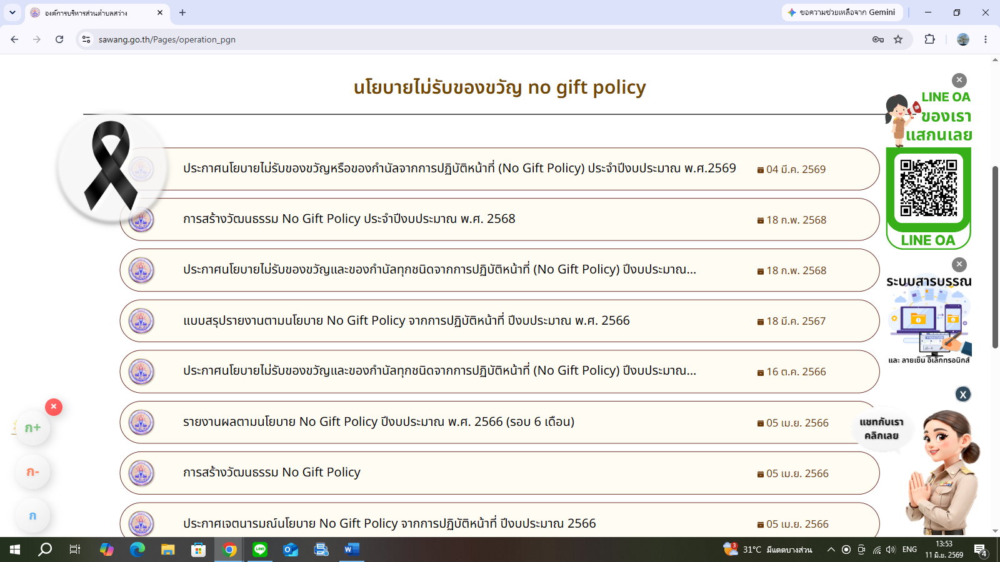 องค์การบริหารส่วนตำบลสว่าง
ขอความช่วยเหลือจาก Gemini
sawang.go.th/Pages/operation_pgn
นโยบายไม่รับของขวัญ no gift policy
LINE OA
ของเรา
แสกนเลย
ประกาศนโยบายไม่รับของขวัญหรือของกำนัลจากการปฏิบัติหน้าที่ (No Gift Policy) ประจำปีงบประมาณ พ.ศ.2569
04 มี.ค. 2569
การสร้างวัฒนธรรม No Gift Policy ประจำปีงบประมาณ พ.ศ. 2568
18 ก.พ. 2568
LINE OA
ประกาศนโยบายไม่รับของขวัญและของกำนัลทุกชนิดจากการปฏิบัติหน้าที่ (No Gift Policy) ปีงบประมาณ...
18 ก.พ. 2568
ระบบสารบรรณ
แบบสรุปรายงานตามนโยบาย No Gift Policy จากการปฏิบัติหน้าที่ ปีงบประมาณ พ.ศ. 2566
18 มี.ค. 2567
และ ลายเซ็น อิเล็กทรอนิกส์
ประกาศนโยบายไม่รับของขวัญและของกำนัลทุกชนิดจากการปฏิบัติหน้าที่ (No Gift Policy) ปีงบประมาณ...
16 ต.ค. 2566
X
รายงานผลตามนโยบาย No Gift Policy ปีงบประมาณ พ.ศ. 2566 (รอบ 6 เดือน)
05 เม.ย. 2566
แชทกับเรา
คลิกเลย
ก+
การสร้างวัฒนธรรม No Gift Policy
05 เม.ย. 2566
ก-
ประกาศเจตนารมณ์นโยบาย No Gift Policy จากการปฏิบัติหน้าที่ ปีงบประมาณ 2566
05 เม.ย. 2566
ก
3
31°C มีแดดบางส่วน
ENG
13:53
11 มิ.ย. 2569
4